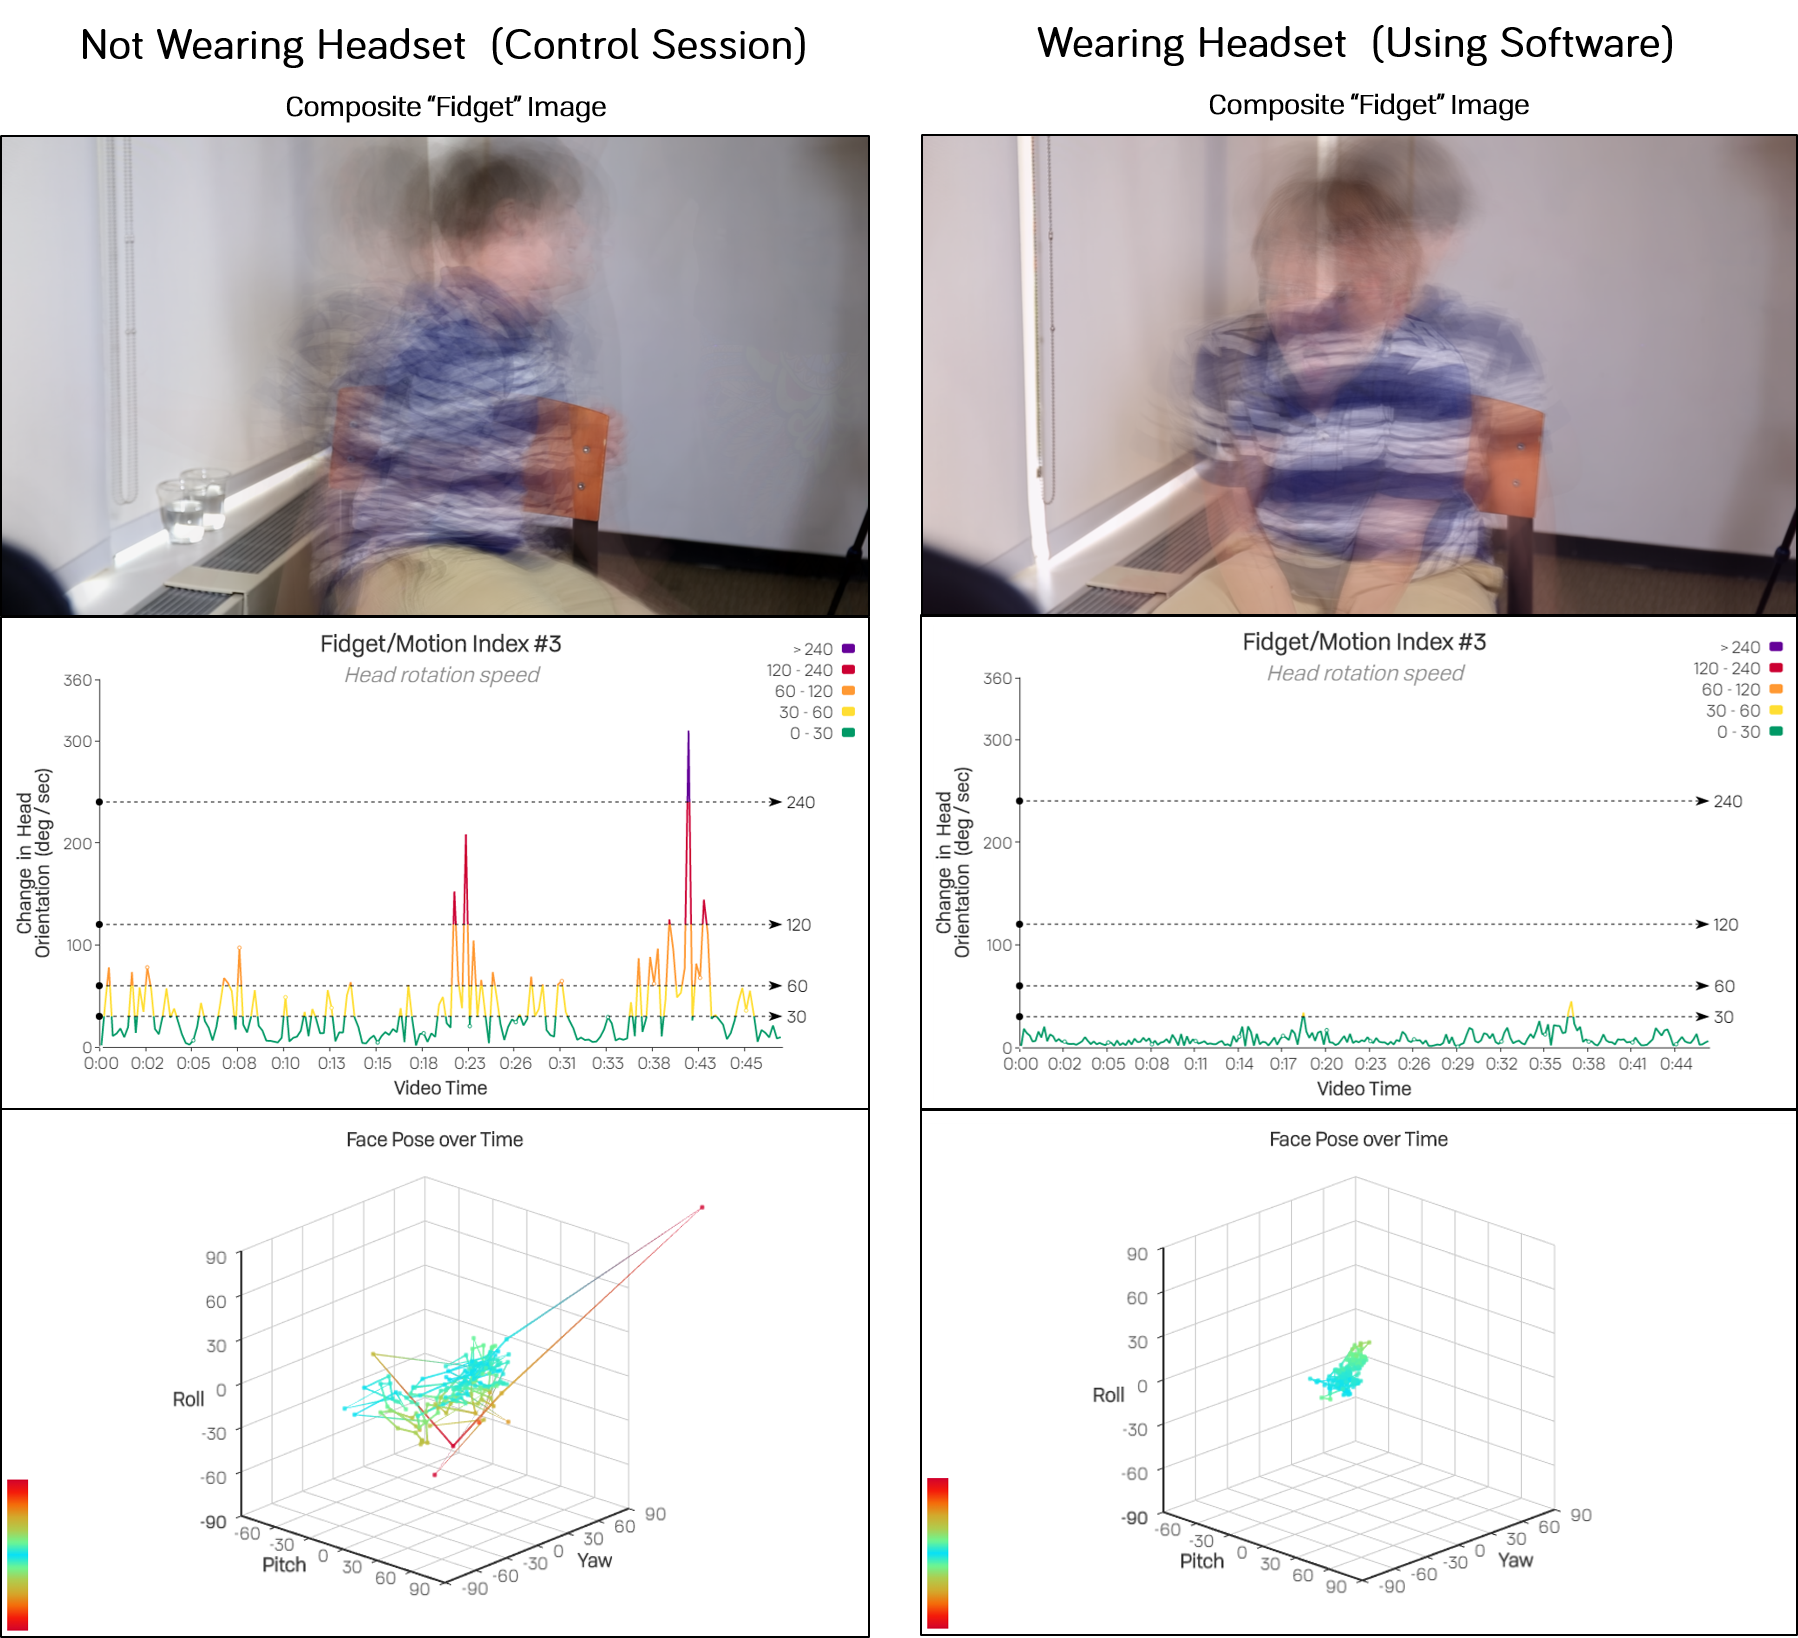 Not Wearing Headset (Control Session)
Composite “Fidget” Image
Fidget/Motion Index #3
Head rotation speed
> 240
120 - 240
60 - 120
30 - 60
0 - 30
Change in Head
Orientation (deg / sec)
360
300
200
100
0
240
120
60
30
0:00 0:02 0:05 0:08 0:10 0:13 0:15 0:18 0:23 0:26 0:31 0:33 0:38 0:43 0:45
Video Time
Face Pose over Time
90
60
30
0
-30
-60
-90
Roll
-60
-30
0
30
60
90
Pitch
-90
-60
-30
0
30
60
90
Yaw
Wearing Headset (Using Software)
Composite “Fidget” Image
Fidget/Motion Index #3
Head rotation speed
> 240
120 - 240
60 - 120
30 - 60
0 - 30
Change in Head
Orientation (deg / sec)
360
300
200
100
0
240
120
60
30
0:00 0:02 0:05 0:08 0:11 0:14 0:17 0:20 0:23 0:26 0:29 0:32 0:35 0:38 0:41 0:44
Video Time
Face Pose over Time
90
60
30
0
-30
-60
-90
Roll
-60
-30
0
30
60
90
Pitch
-90
-60
-30
0
30
60
90
Yaw